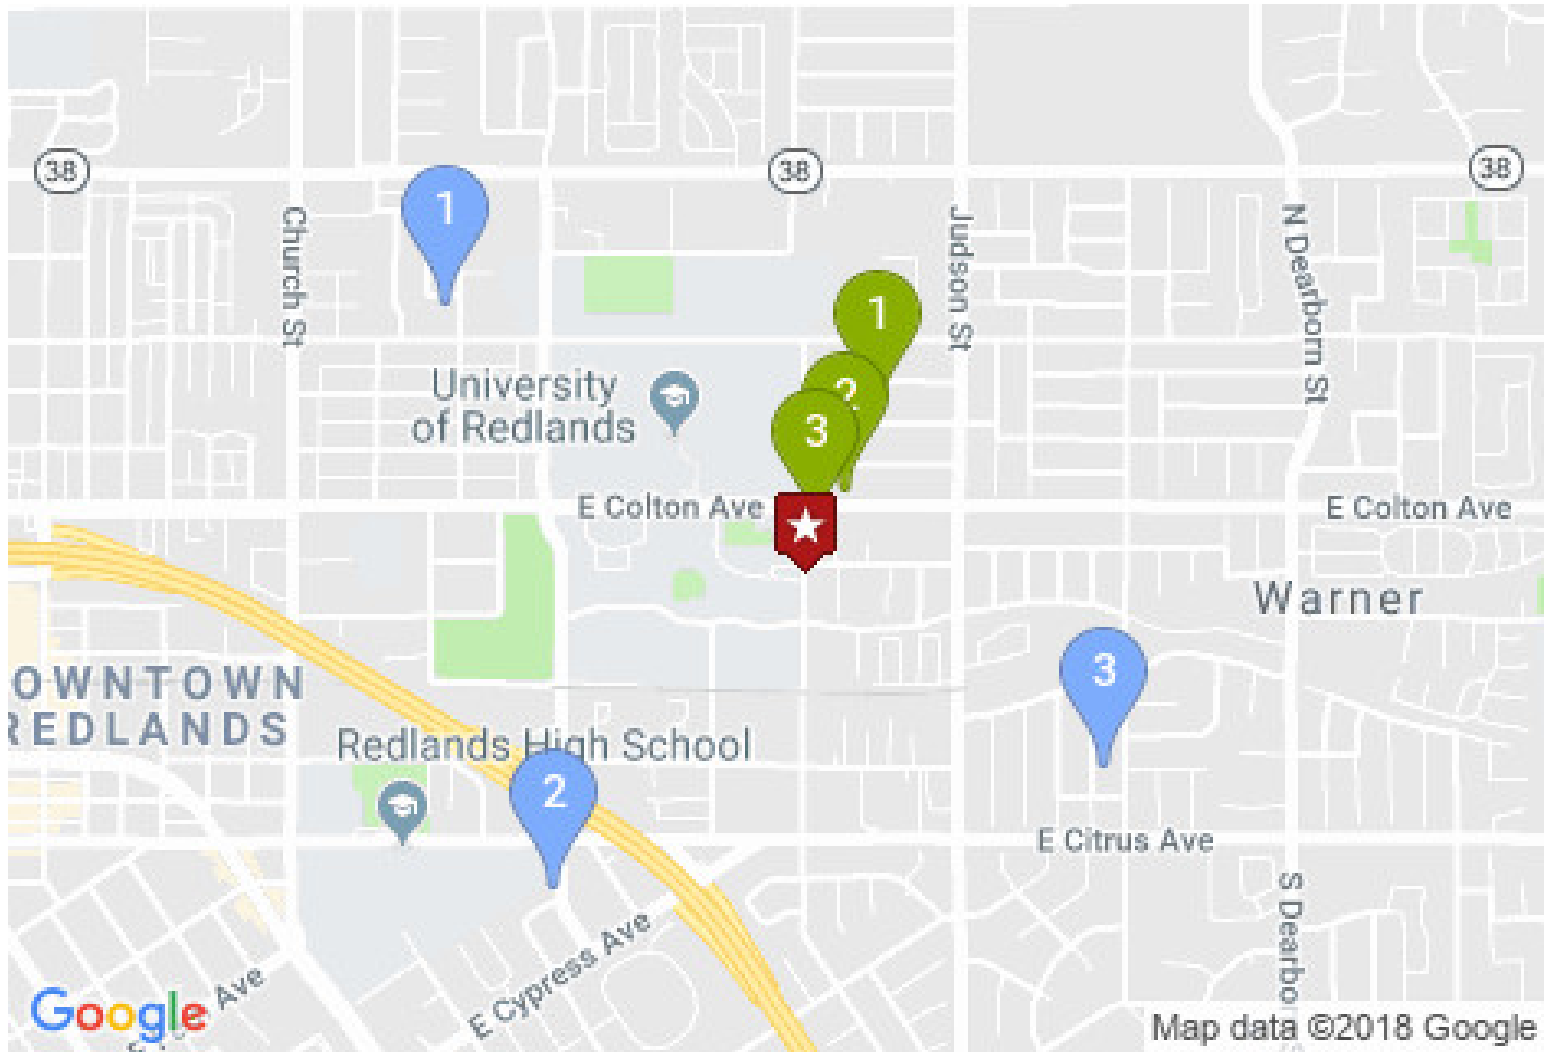 38
38
38
1
Church St
Judson St
N Dearborn St
1
2
3
University
of Redlands
E Colton Ave
E Colton Ave
Warner
3
OWNTOWN
REDLANDS
Redlands High School
2
E Citrus Ave
S Dearbo
E Cypress Ave
Ave
Google
Map data ©2018 Google